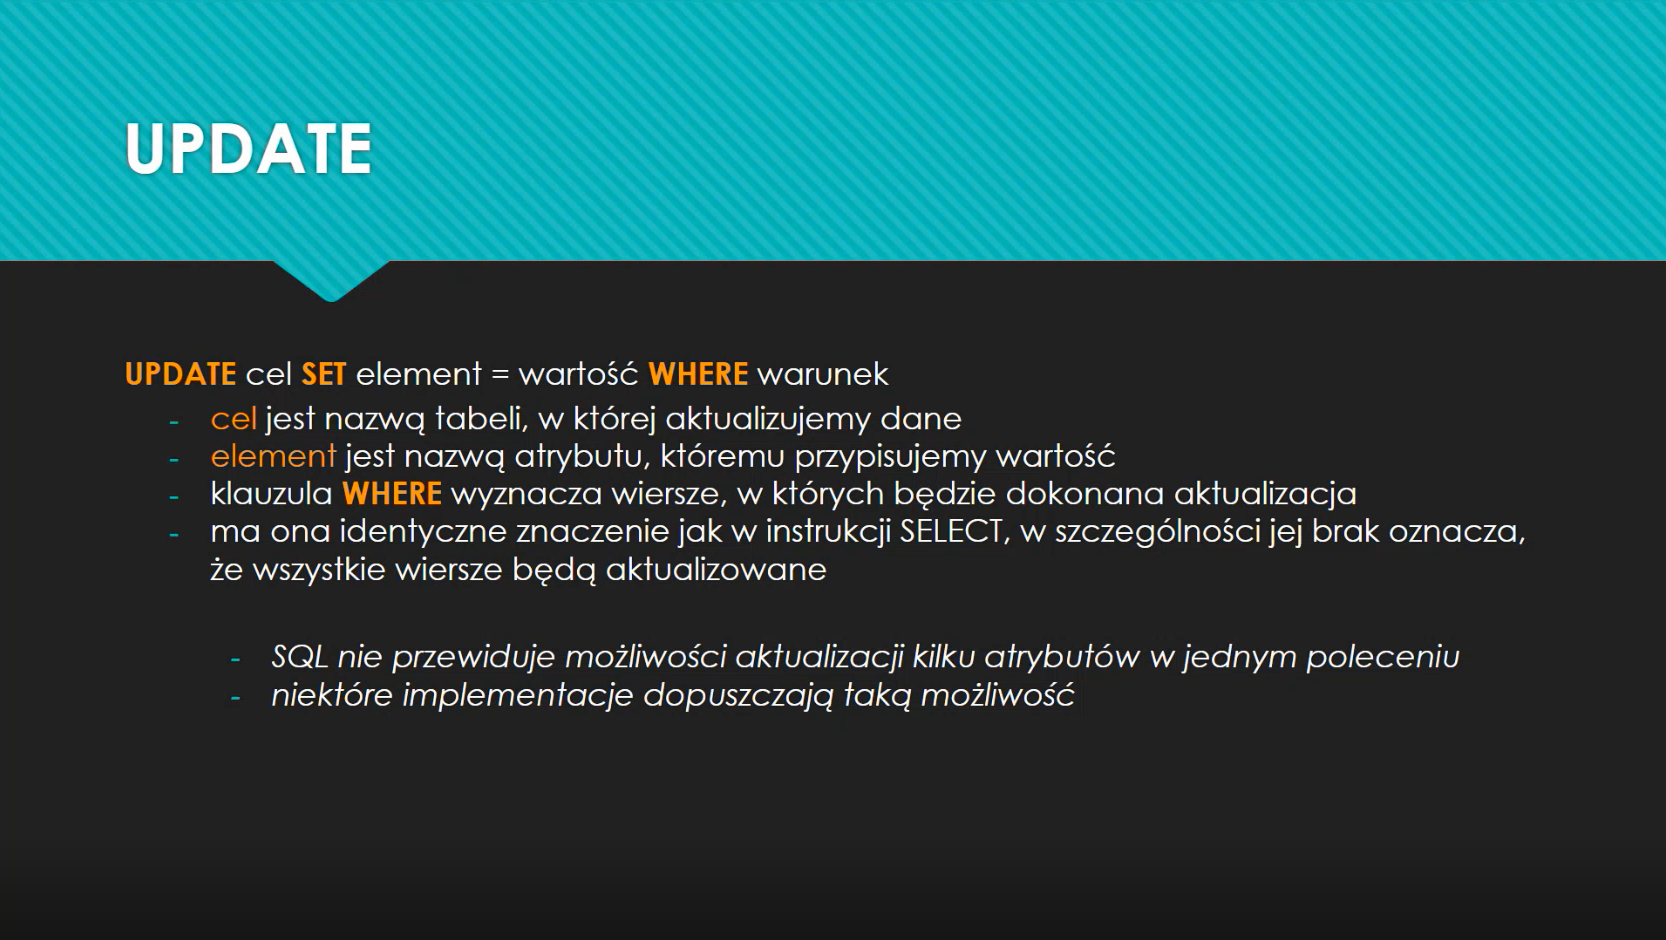 UPDATE
UPDATE cel SET element = wartość WHERE warunek
- cel jest nazwą tabeli, w której aktualizujemy dane
- element jest nazwą atrybutu, któremu przypisujemy wartość
- klauzula WHERE wyznacza wiersze, w których będzie dokonana aktualizacja
- ma ona identyczne znaczenie jak w instrukcji SELECT, w szczególności jej brak oznacza,
że wszystkie wiersze będą aktualizowane
- SQL nie przewiduje możliwości aktualizacji kilku atrybutów w jednym poleceniu
- niektóre implementacje dopuszczają taką możliwość